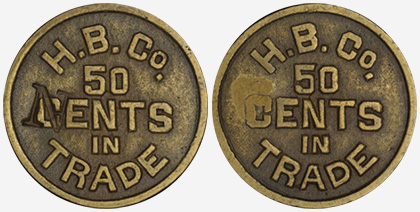 H.B. Co.
50
CENTS
IN
TRADE
H.B. Co.
50
CENTS
IN
TRADE